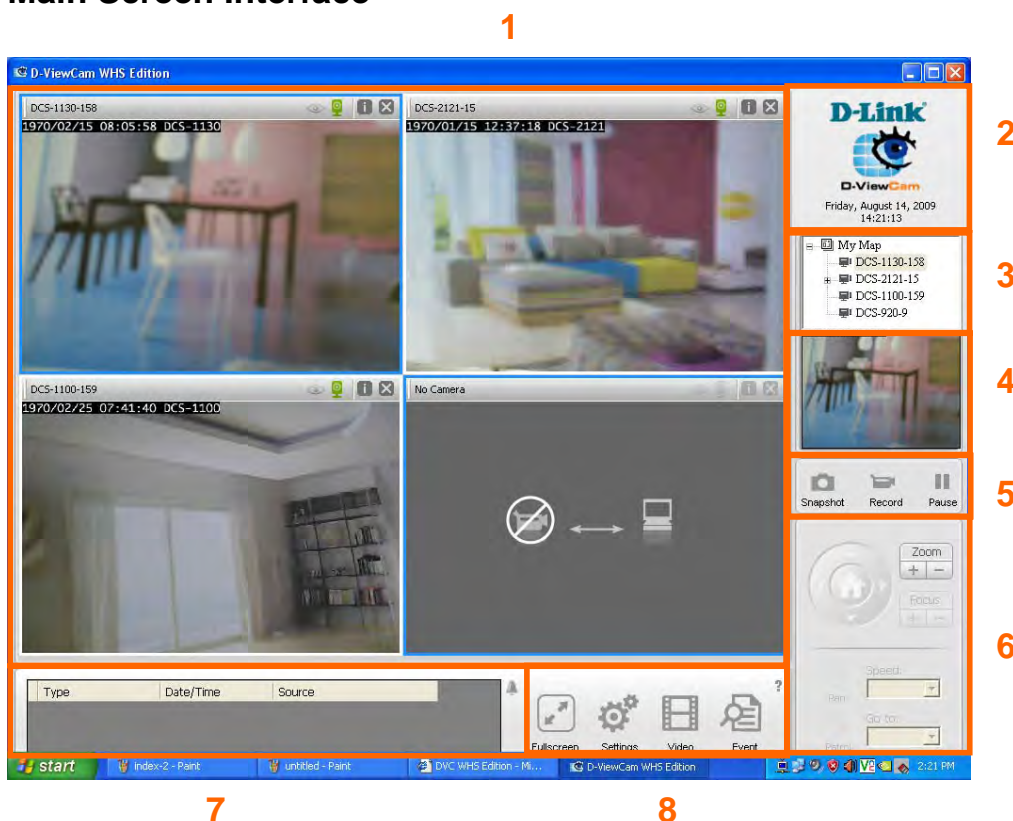 Main Screen Interface
1
D-ViewCam WHS Edition
DCS-1130-158
1970/02/15 08:05:58 DCS-1130
DCS-2121-15
1970/01/15 12:37:18 DCS-2121
D-Link
D-ViewCam
Friday, August 14, 2009
14:21:13
2
My Map
DCS-1130-158
DCS-2121-15
DCS-1100-159
DCS-920-9
3
4
DCS-1100-159
1970/02/25 07:41:40 DCS-1100
No Camera
Snapshot Record Pause
5
Zoom
+ −
Focus
+ −
Speed:
Pan:
Go to:
Patrol:
6
Type Date/Time Source
?
Fullscreen Settings Video Event
start
index-2 - Paint
untitled - Paint
DVC WHS Edition - Mi...
D-ViewCam WHS Edition
2:21 PM
7
8